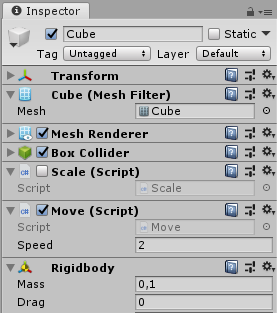 Inspector
Cube Static
Tag Untagged Layer Default
Transform
Cube (Mesh Filter)
Mesh Cube
Mesh Renderer
Box Collider
Scale (Script)
Script Scale
Move (Script)
Script Move
Speed 2
Rigidbody
Mass 0,1
Drag 0